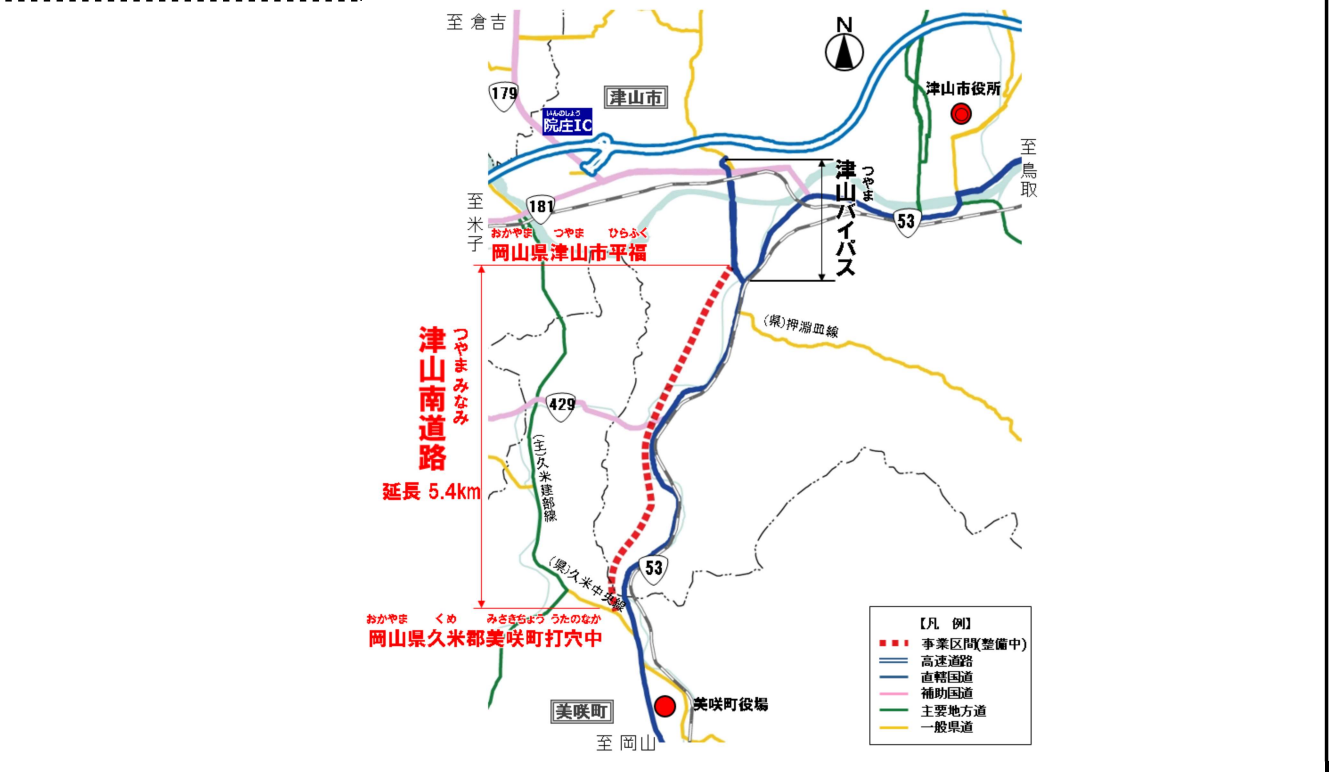 至倉吉
N
179
津山市
津山市役所
いんのしょう
院庄IC
至鳥取
つやま
津山バイパス
至米子
181
53
おかやま つやま ひらふく
岡山県津山市平福
(県)押淵皿線
つやまみなみ
津山南道路
延長 5.4km
429
(主)久米建部線
53
(県)久米中央線
おかやま くめ みさきちょう うたのなか
岡山県久米郡美咲町打穴中
【凡 例】
事業区間(整備中)
高速道路
直轄国道
補助国道
主要地方道
一般県道
美咲町
美咲町役場
至岡山